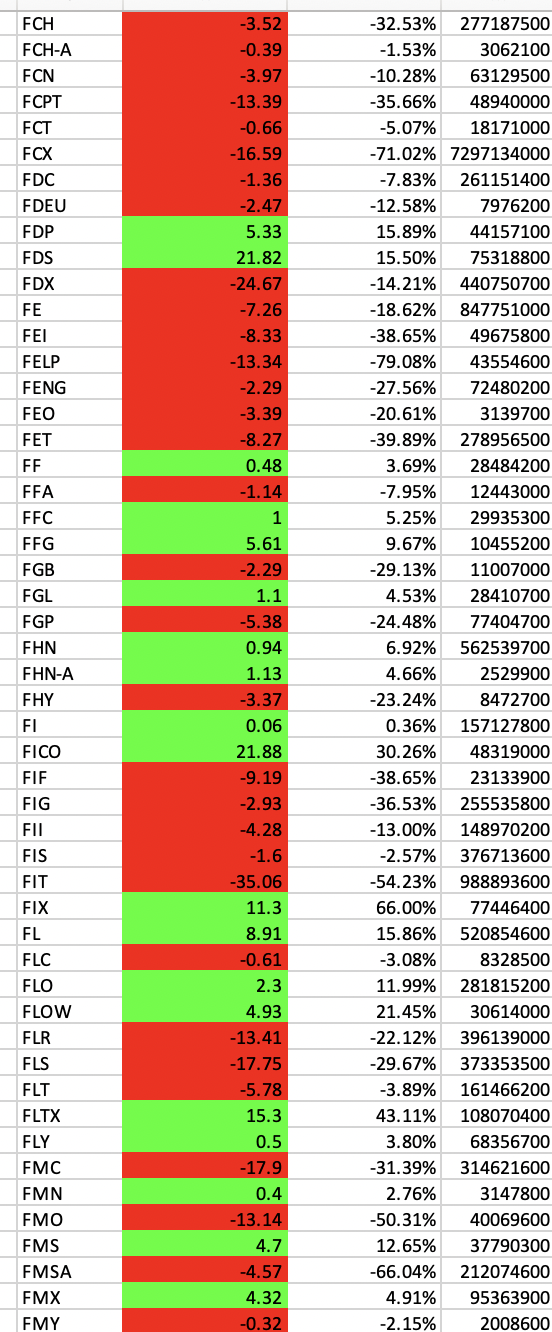 FCH -3.52 -32.53% 277187500
FCH-A -0.39 -1.53% 3062100
FCN -3.97 -10.28% 63129500
FCPT -13.39 -35.66% 48940000
FCT -0.66 -5.07% 18171000
FCX -16.59 -71.02% 7297134000
FDC -1.36 -7.83% 261151400
FDEU -2.47 -12.58% 7976200
FDP 5.33 15.89% 44157100
FDS 21.82 15.50% 75318800
FDX -24.67 -14.21% 440750700
FE -7.26 -18.62% 847751000
FEI -8.33 -38.65% 49675800
FELP -13.34 -79.08% 43554600
FENG -2.29 -27.56% 72480200
FEO -3.39 -20.61% 3139700
FET -8.27 -39.89% 278956500
FF 0.48 3.69% 28484200
FFA -1.14 -7.95% 12443000
FFC 1 5.25% 29935300
FFG 5.61 9.67% 10455200
FGB -2.29 -29.13% 11007000
FGL 1.1 4.53% 28410700
FGP -5.38 -24.48% 77404700
FHN 0.94 6.92% 562539700
FHN-A 1.13 4.66% 2529900
FHY -3.37 -23.24% 8472700
FI 0.06 0.36% 157127800
FICO 21.88 30.26% 48319000
FIF -9.19 -38.65% 23133900
FIG -2.93 -36.53% 255535800
FII -4.28 -13.00% 148970200
FIS -1.6 -2.57% 376713600
FIT -35.06 -54.23% 988893600
FIX 11.3 66.00% 77446400
FL 8.91 15.86% 520854600
FLC -0.61 -3.08% 8328500
FLO 2.3 11.99% 281815200
FLOW 4.93 21.45% 30614000
FLR -13.41 -22.12% 396139000
FLS -17.75 -29.67% 373353500
FLT -5.78 -3.89% 161466200
FLTX 15.3 43.11% 108070400
FLY 0.5 3.80% 68356700
FMC -17.9 -31.39% 314621600
FMN 0.4 2.76% 3147800
FMO -13.14 -50.31% 40069600
FMS 4.7 12.65% 37790300
FMSA -4.57 -66.04% 212074600
FMX 4.32 4.91% 95363900
FMY -0.32 -2.15% 2008600